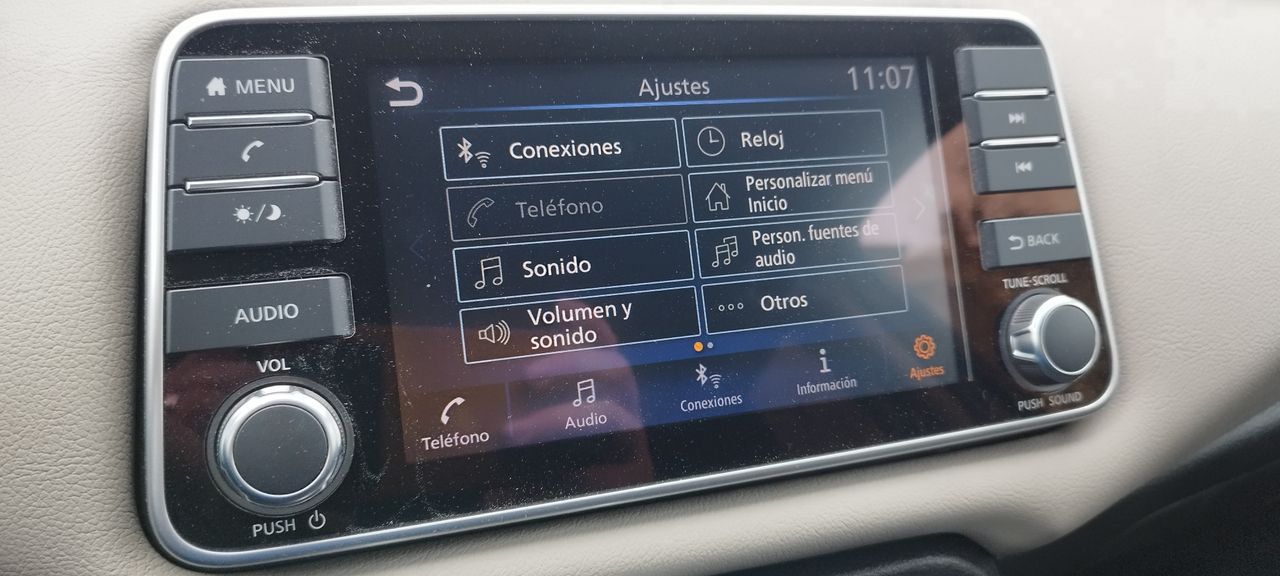 MENU
AUDIO
VOL
PUSH
Ajustes
11:07
Conexiones
Reloj
Teléfono
Personalizar menú
Inicio
Sonido
Person. fuentes de
audio
Volumen y
sonido
Otros
Teléfono
Audio
Conexiones
Información
Ajustes
BACK
TUNE·SCROLL
PUSH SOUND